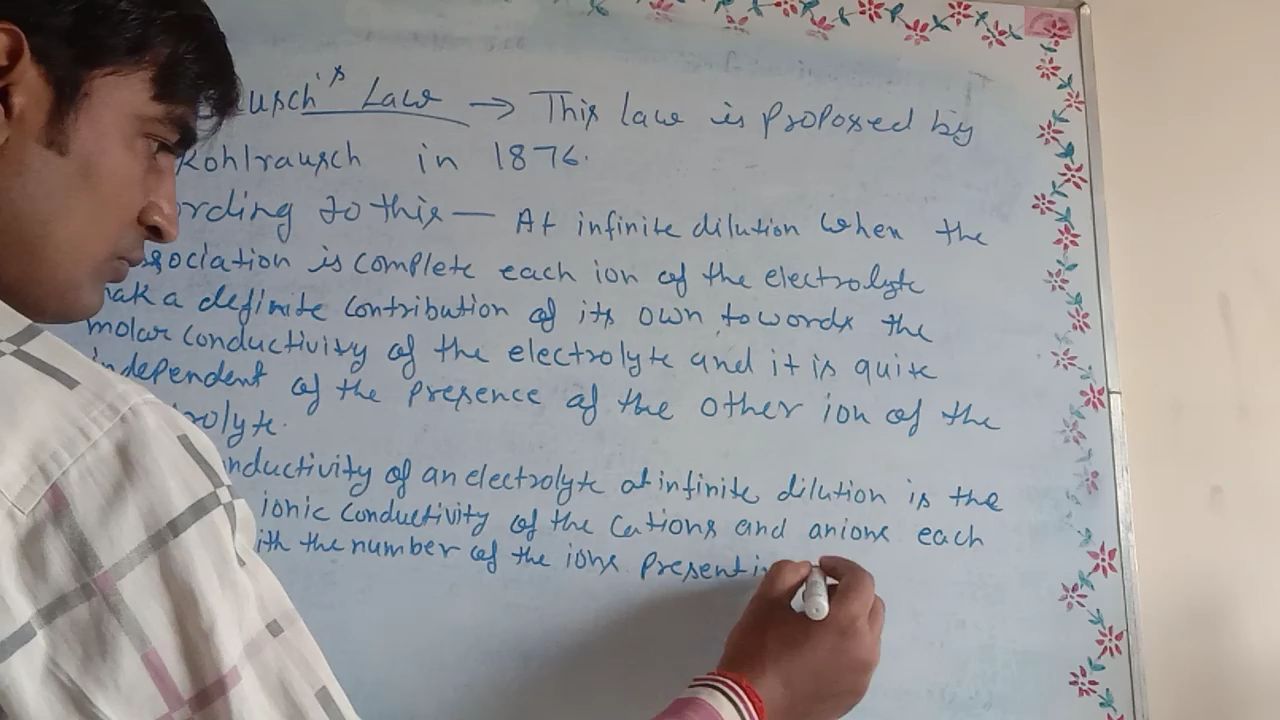 Law → This law is proposed by
Kohlrausch in 1876.
to this — At infinite dilution when the
is complete each ion of the electrolyte
a definite contribution of its own towords the
molar conductivity of the electrolyte and it is quite
independent of the presence of the other ion of the
of an electrolyte at infinite dilution is the
ionic conductivity of the cations and anions each
the number of the ions present